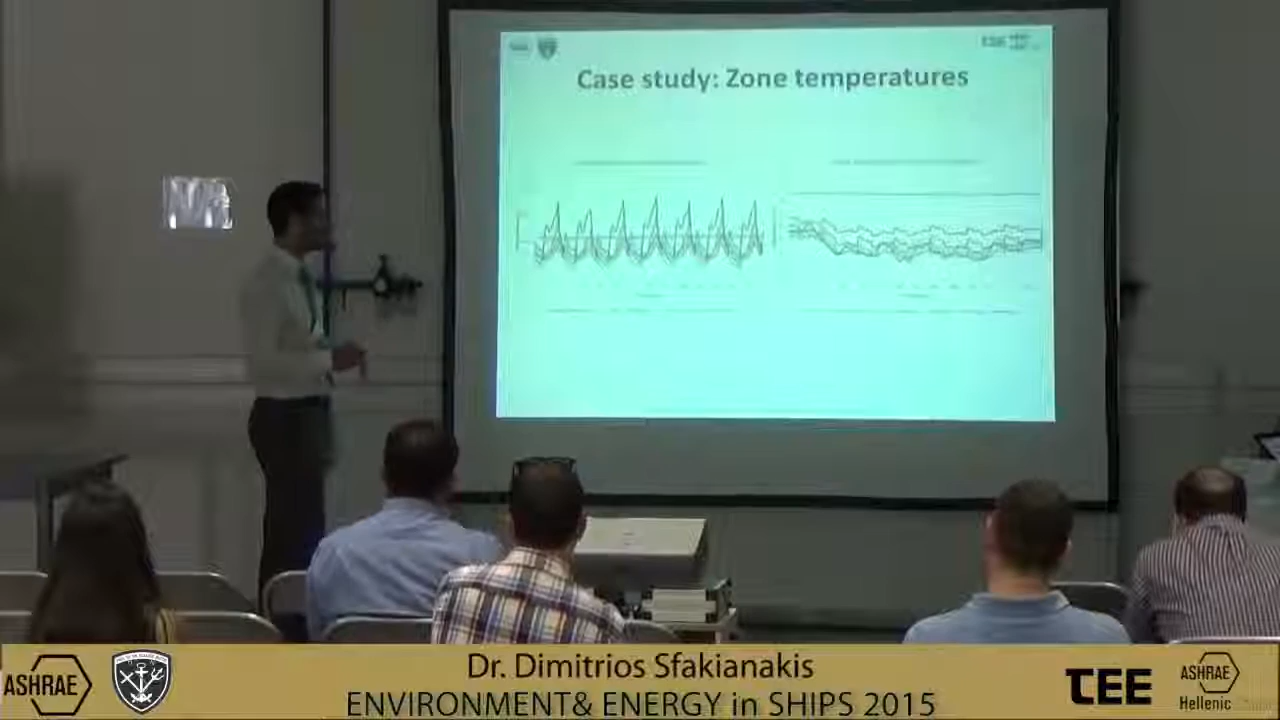 Case study: Zone temperatures
ASHRAE
Dr. Dimitrios Sfakianakis
ENVIRONMENT& ENERGY in SHIPS 2015
TEE
ASHRAE
Hellenic